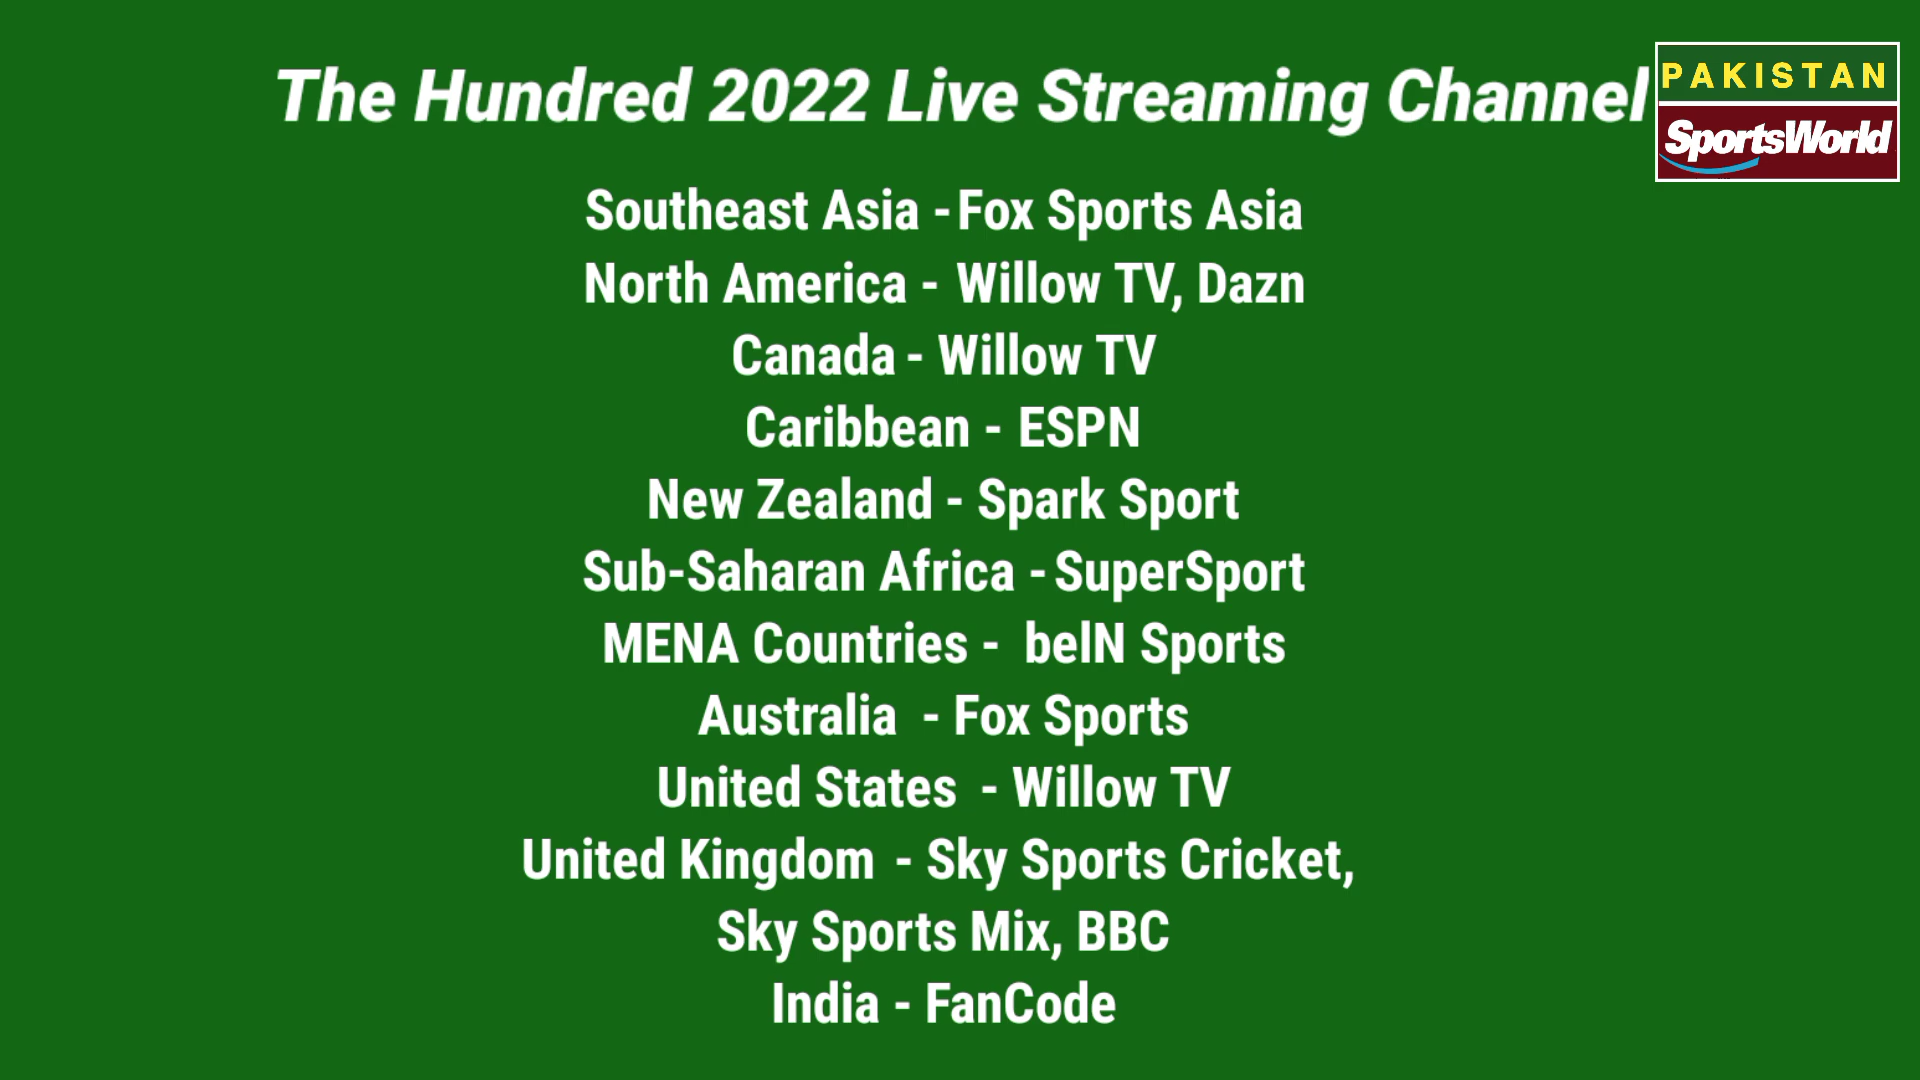 The Hundred 2022 Live Streaming Channel
PAKISTAN
SportsWorld
Southeast Asia - Fox Sports Asia
North America - Willow TV, Dazn
Canada - Willow TV
Caribbean - ESPN
New Zealand - Spark Sport
Sub-Saharan Africa - SuperSport
MENA Countries - beIN Sports
Australia - Fox Sports
United States - Willow TV
United Kingdom - Sky Sports Cricket,
Sky Sports Mix, BBC
India - FanCode